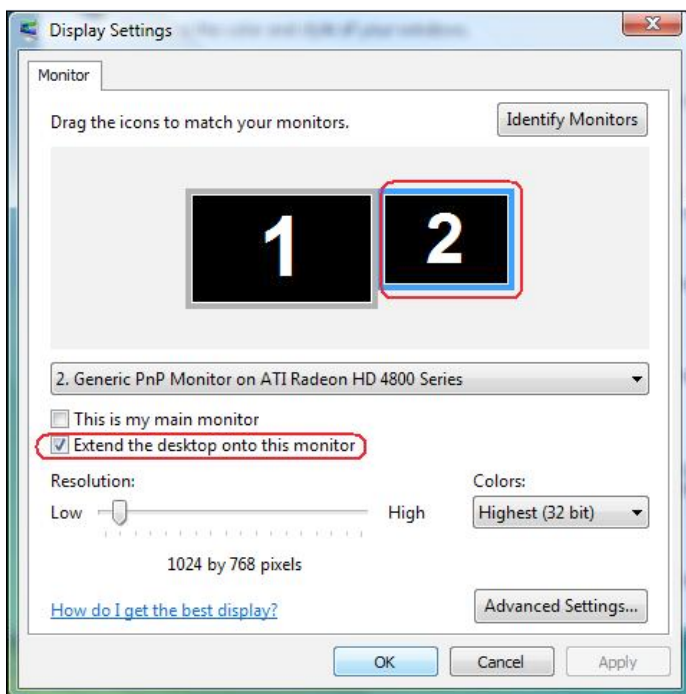 Display Settings
Monitor
Drag the icons to match your monitors.
Identify Monitors
1
2
2. Generic PnP Monitor on ATI Radeon HD 4800 Series
This is my main monitor
Extend the desktop onto this monitor
Resolution:
Colors:
Low
High
Highest (32 bit)
1024 by 768 pixels
How do I get the best display?
Advanced Settings...
OK
Cancel
Apply